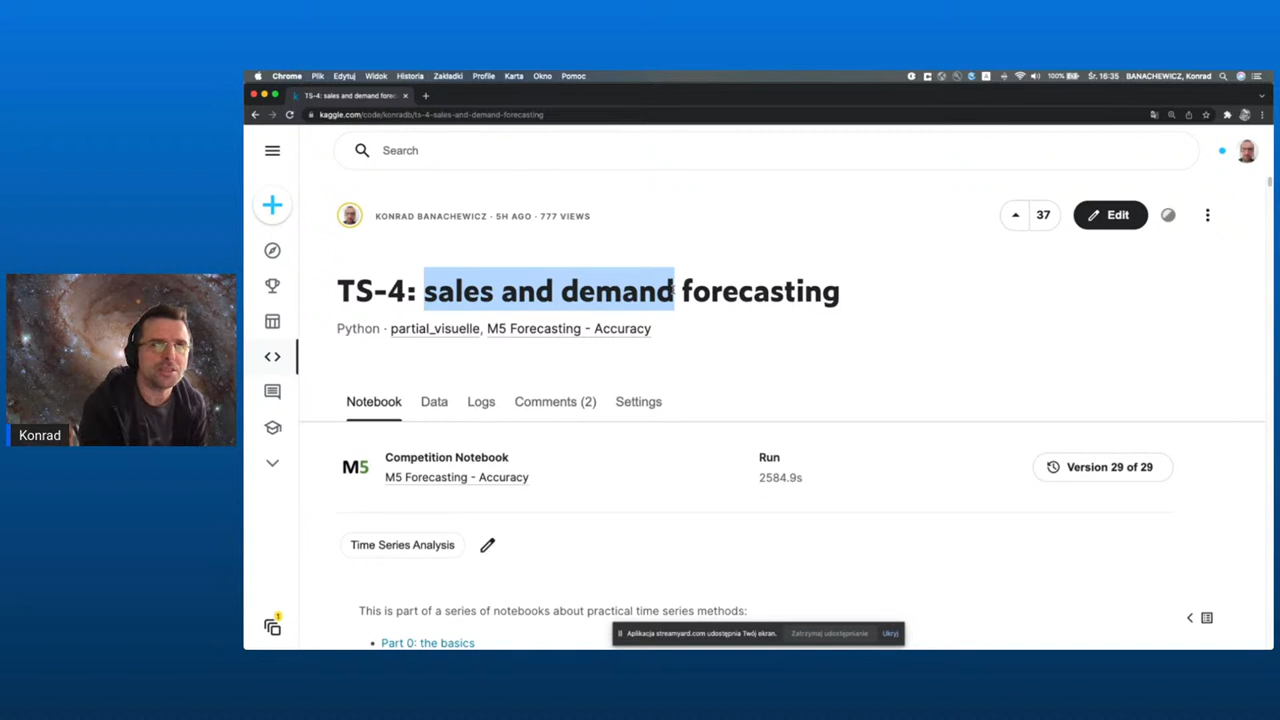 Chrome Plik Edytuj Widok Historia Zakładki Profile Karta Okno Pomoc 100% Śr. 16:35 BANACHEWICZ, Konrad
TS-4: sales and demand forec
kaggle.com/code/konradb/ts-4-sales-and-demand-forecasting
Search
KONRAD BANACHEWICZ · 5H AGO · 777 VIEWS
37
Edit
TS-4: sales and demand forecasting
Python · partial_visuelle, M5 Forecasting - Accuracy
Notebook Data Logs Comments (2) Settings
M5
Competition Notebook
M5 Forecasting - Accuracy
Run
2584.9s
Version 29 of 29
Time Series Analysis
This is part of a series of notebooks about practical time series methods:
Part 0: the basics
1
Aplikacja streamyard.com udostępnia Twój ekran. Zatrzymaj udostępnianie Ukryj
Konrad